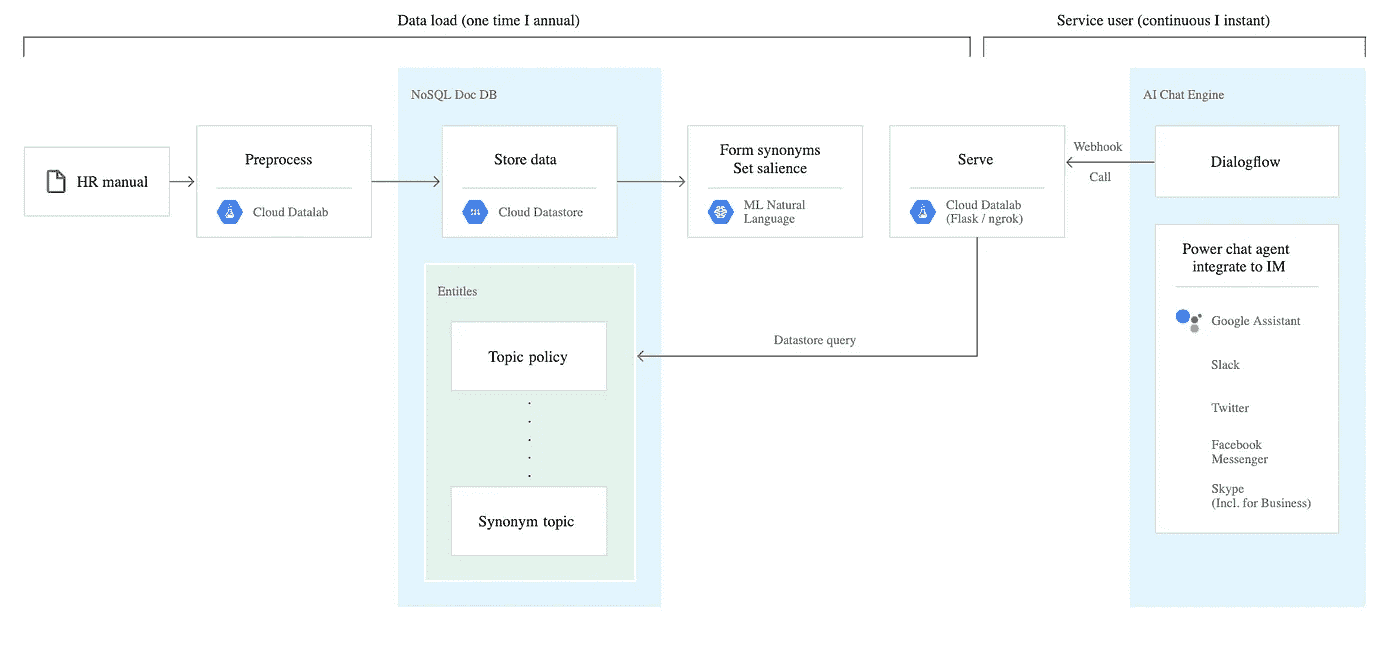 Data load (one time I annual)
Service user (continuous I instant)
NoSQL Doc DB
AI Chat Engine
HR manual
Preprocess
Cloud Datalab
Store data
Cloud Datastore
Form synonyms
Set salience
ML Natural
Language
Serve
Cloud Datalab
(Flask / ngrok)
Webhook
Call
Dialogflow
Entitles
Topic policy
Synonym topic
Datastore query
Power chat agent
integrate to IM
Google Assistant
Slack
Twitter
Facebook
Messenger
Skype
(Incl. for Business)